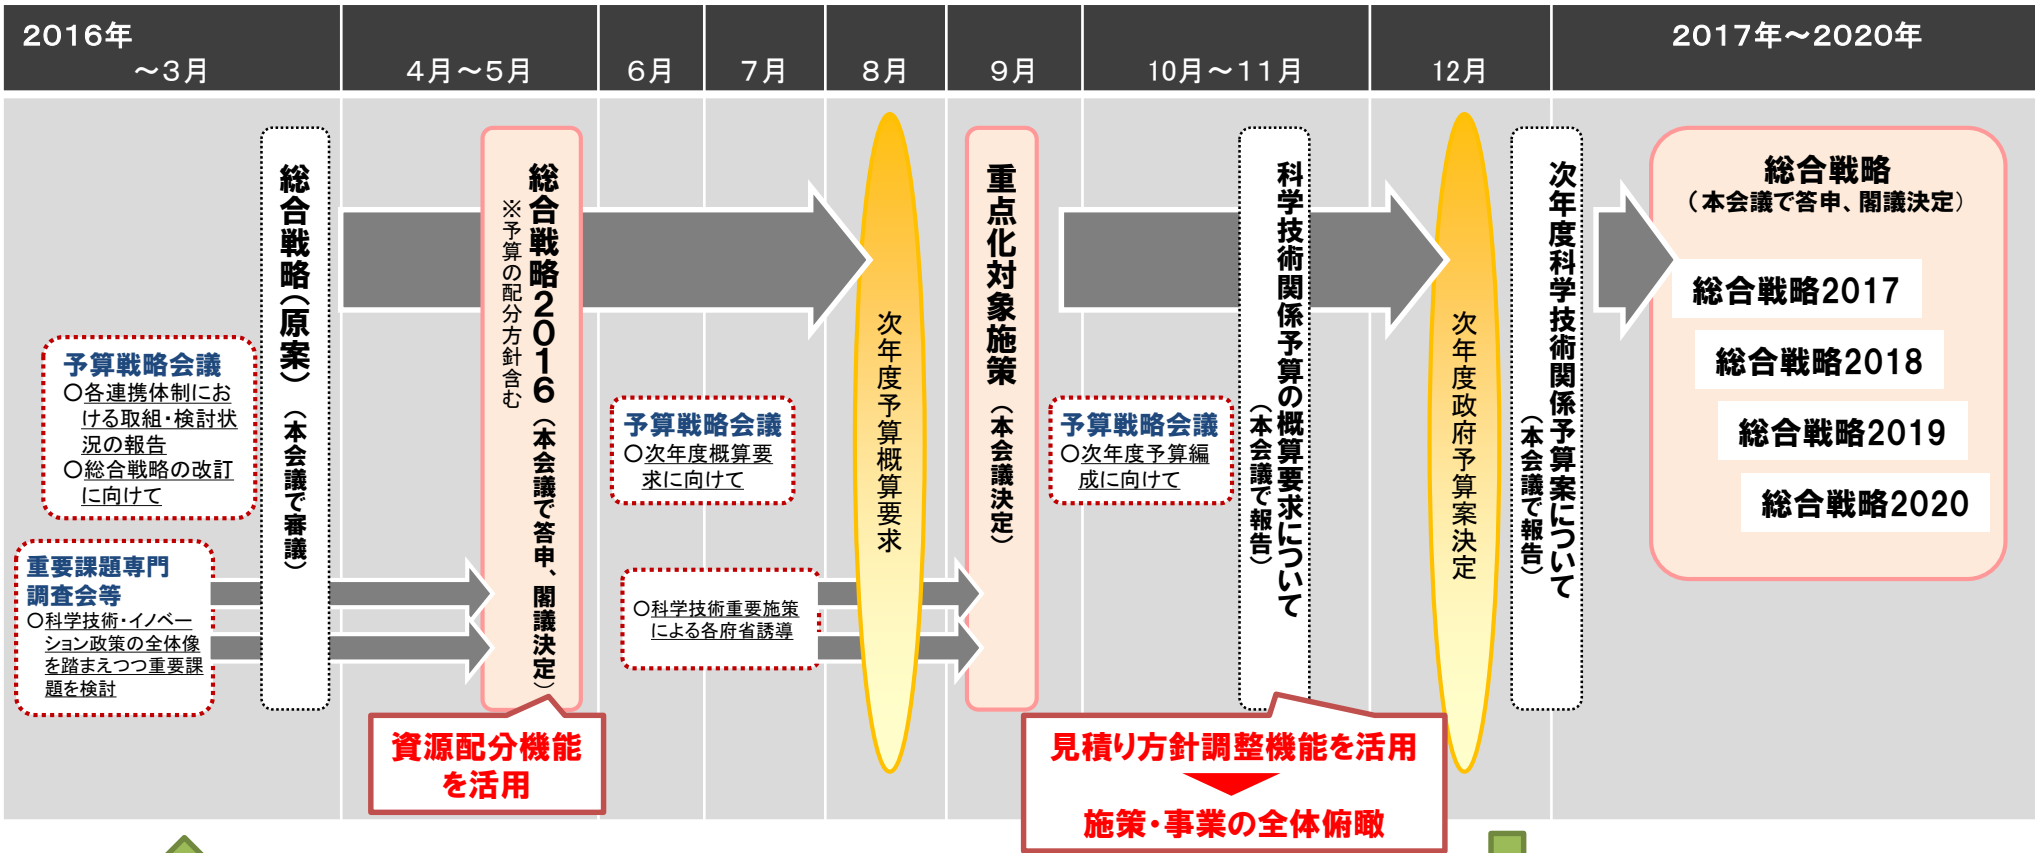 2016年
～3月
4月～5月
6月
7月
8月
9月
10月～11月
12月
2017年～2020年
総合戦略（原案）（本会議で審議）
予算戦略会議
○各連携体制にお
ける取組・検討状
況の報告
○総合戦略の改訂
に向けて
重要課題専門
調査会等
○科学技術・イノベー
ション政策の全体像
を踏まえつつ重要課
題を検討
総合戦略2016（本会議で答申、閣議決定）
※予算の配分方針含む
資源配分機能
を活用
予算戦略会議
○次年度概算要
求に向けて
○科学技術重要施策
による各府省誘導
次年度予算概算要求
重点化対象施策（本会議決定）
予算戦略会議
○次年度予算編
成に向けて
科学技術関係予算の概算要求について
（本会議で報告）
見積り方針調整機能を活用
施策・事業の全体俯瞰
次年度政府予算案決定
次年度科学技術関係予算案について
（本会議で報告）
総合戦略
（本会議で答申、閣議決定）
総合戦略2017
総合戦略2018
総合戦略2019
総合戦略2020